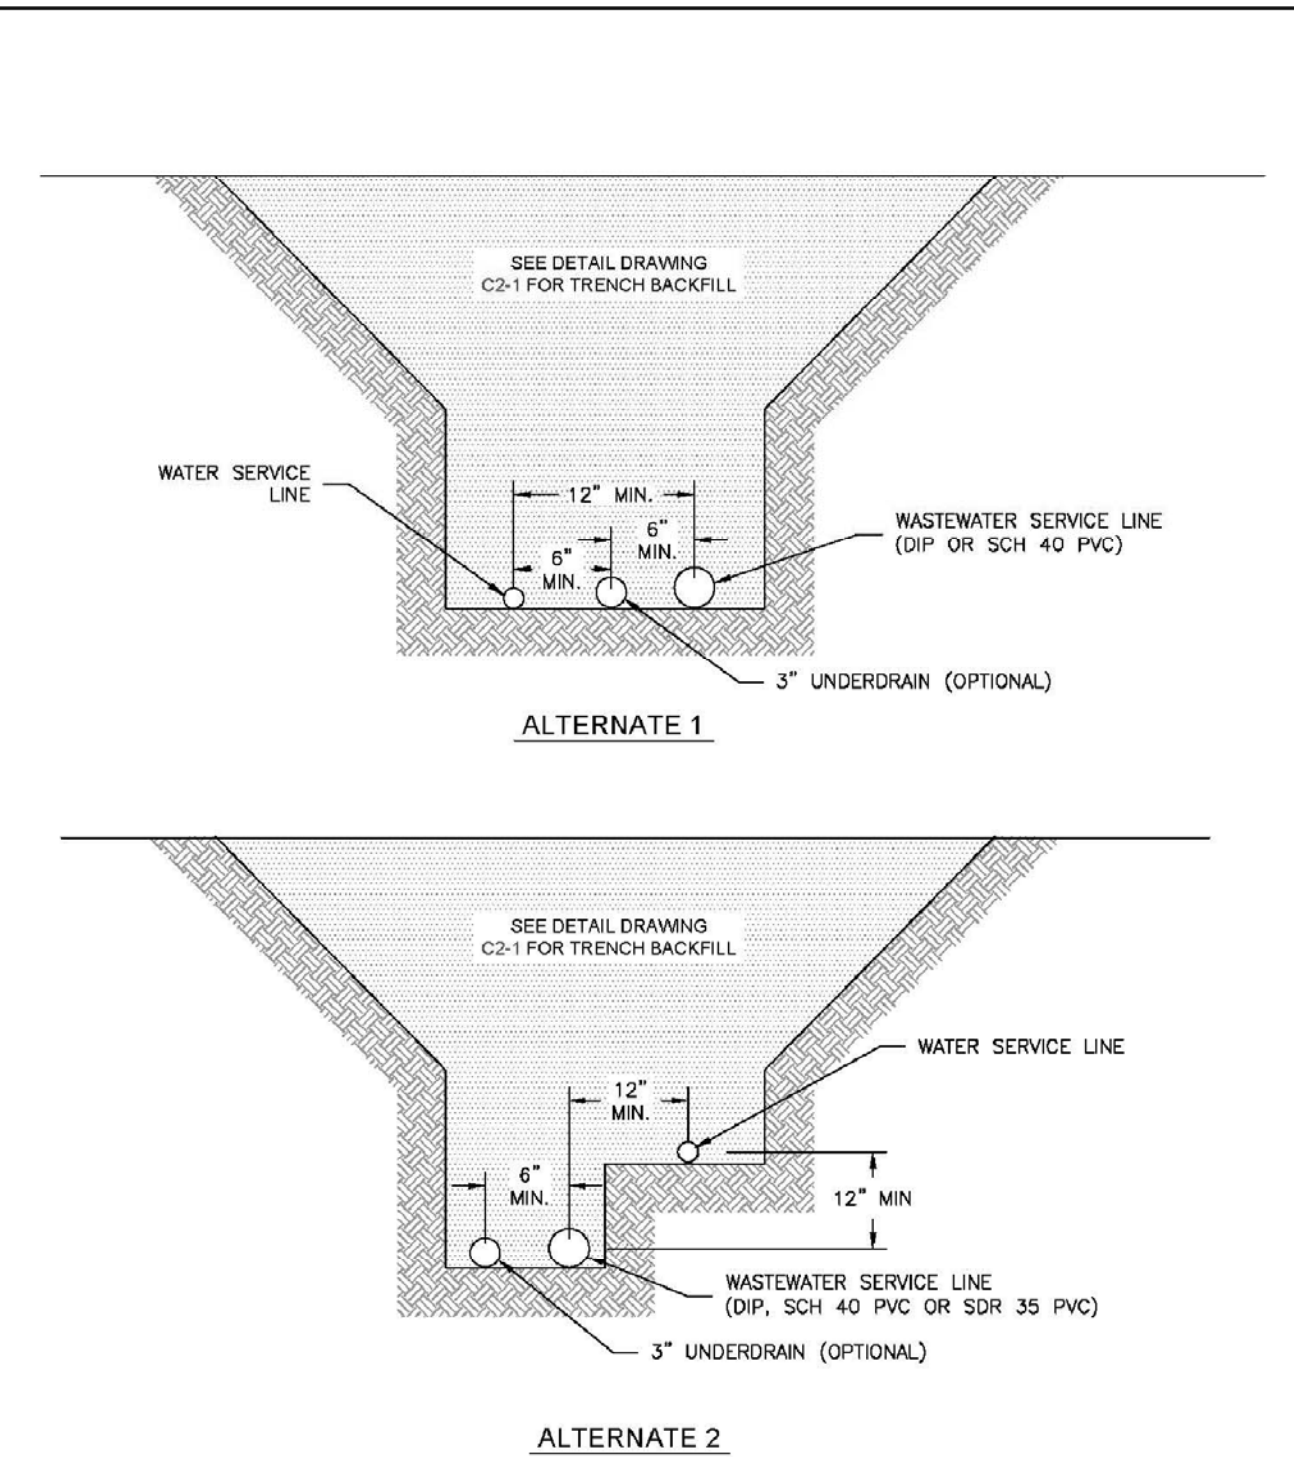 SEE DETAIL DRAWING
C2-1 FOR TRENCH BACKFILL
WATER SERVICE
LINE
12" MIN.
6"
MIN.
6"
MIN.
WASTEWATER SERVICE LINE
(DIP OR SCH 40 PVC)
3" UNDERDRAIN (OPTIONAL)
ALTERNATE 1
SEE DETAIL DRAWING
C2-1 FOR TRENCH BACKFILL
WATER SERVICE LINE
12"
MIN.
6"
MIN.
12" MIN
WASTEWATER SERVICE LINE
(DIP, SCH 40 PVC OR SDR 35 PVC)
3" UNDERDRAIN (OPTIONAL)
ALTERNATE 2